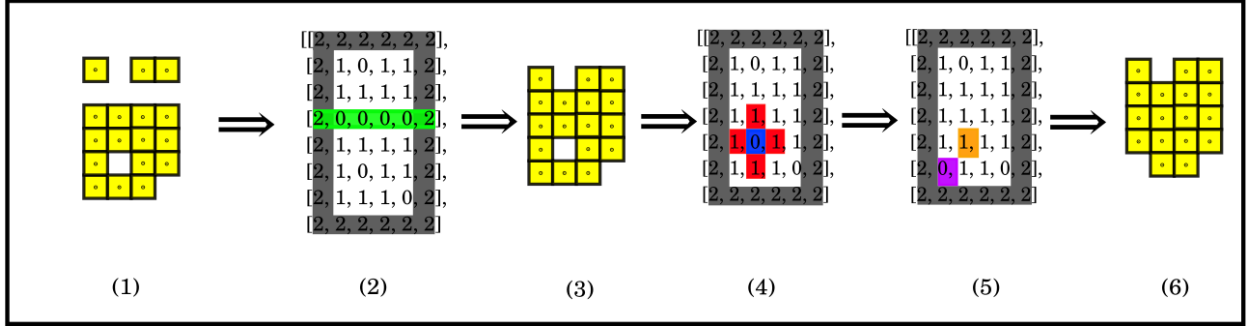 [[2, 2, 2, 2, 2, 2],
[2, 1, 0, 1, 1, 2],
[2, 1, 1, 1, 1, 2],
[2, 0, 0, 0, 0, 2],
[2, 1, 1, 1, 1, 2],
[2, 1, 0, 1, 1, 2],
[2, 1, 1, 1, 0, 2],
[2, 2, 2, 2, 2, 2],
[[2, 2, 2, 2, 2, 2],
[2, 1, 0, 1, 1, 2],
[2, 1, 1, 1, 1, 2],
[2, 1, 1, 1, 1, 2],
[2, 1, 0, 1, 1, 2],
[2, 1, 1, 1, 0, 2],
[2, 2, 2, 2, 2, 2],
[[2, 2, 2, 2, 2, 2],
[2, 1, 0, 1, 1, 2],
[2, 1, 1, 1, 1, 2],
[2, 1, 1, 1, 1, 2],
[2, 1, 1, 1, 1, 2],
[2, 0, 1, 1, 0, 2],
[2, 2, 2, 2, 2, 2],
(1) (2) (3) (4) (5) (6)